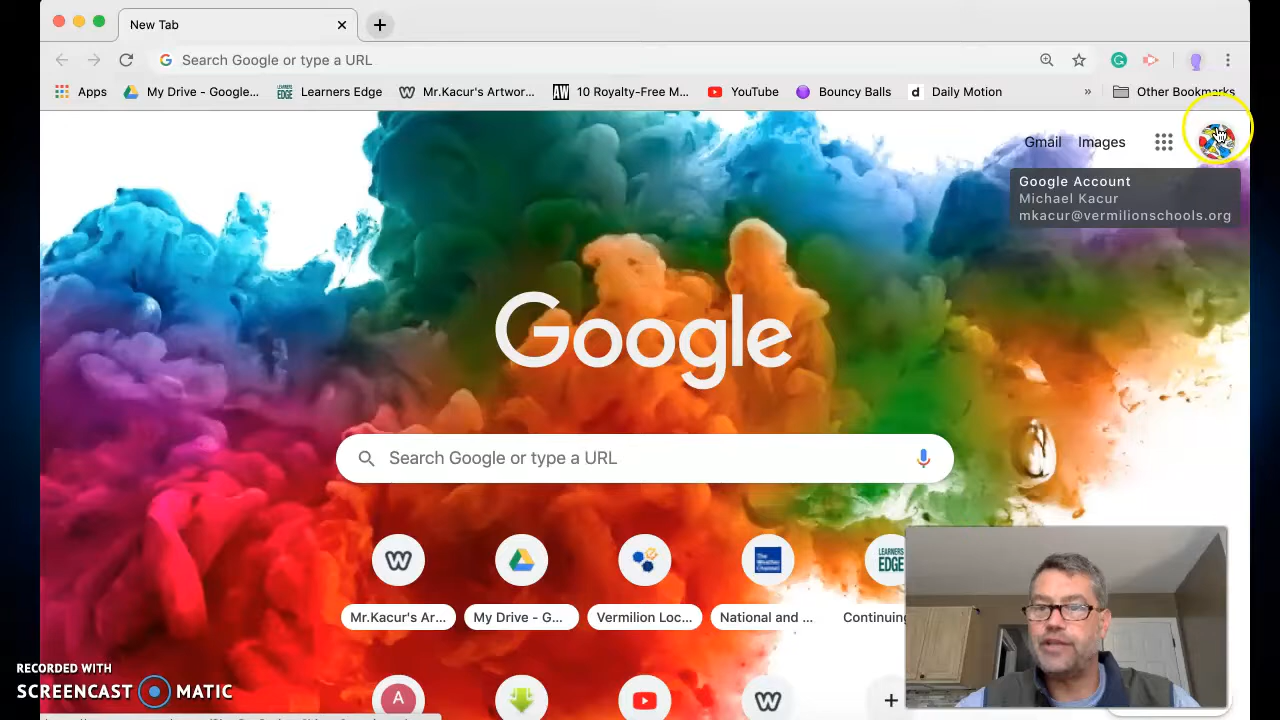 New Tab
Search Google or type a URL
Apps
My Drive - Google...
Learners Edge
Mr.Kacur's Artwor...
10 Royalty-Free M...
YouTube
Bouncy Balls
Daily Motion
»
Other Bookmarks
Gmail
Images
Google Account
Michael Kacur
mkacur@vermilionschools.org
Google
Search Google or type a URL
LEARNERS
EDGE
Mr.Kacur's Ar...
My Drive - G...
Vermilion Loc...
National and ...
Continuing
A
RECORDED WITH
SCREENCAST MATIC